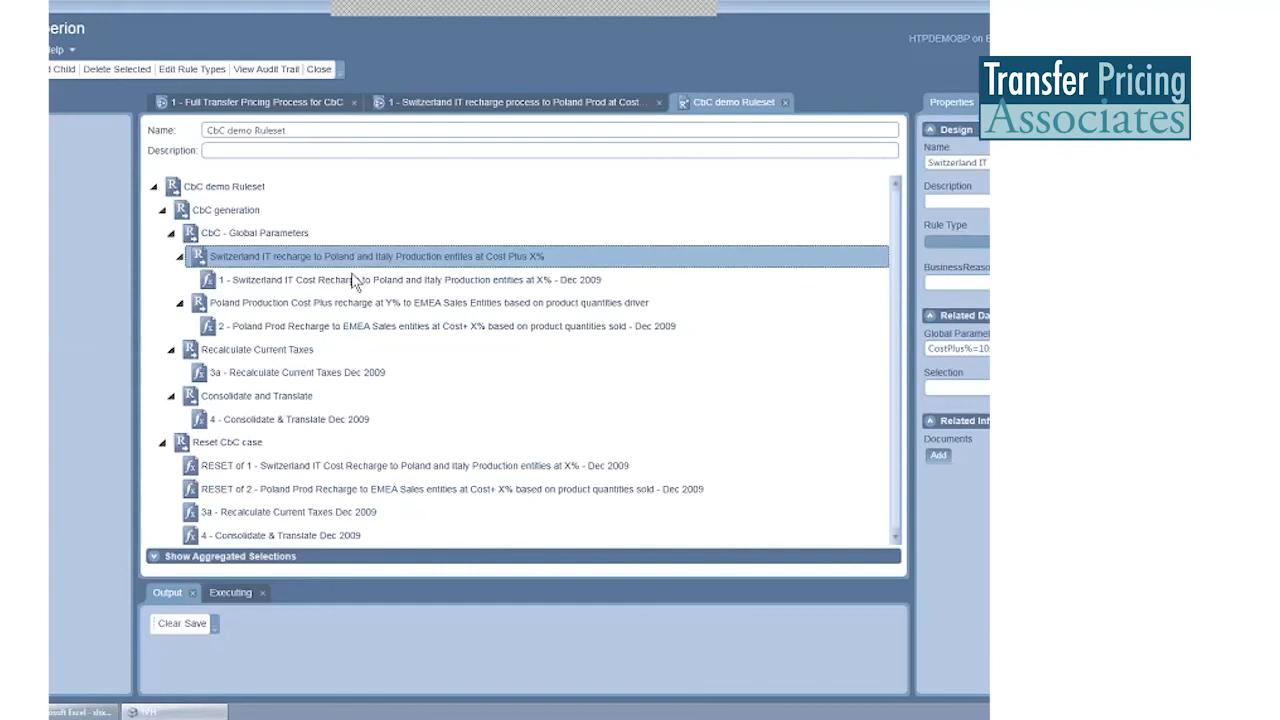 erion
HTPDEMOBP on E
elp
d Child Delete Selected Edit Rule Types View Audit Trail Close
Transfer Pricing
Associates
1 - Full Transfer Pricing Process for CbC
1 - Switzerland IT recharge process to Poland Prod at Cost...
CbC demo Ruleset
Properties
Name: CbC demo Ruleset
Description:
CbC demo Ruleset
CbC generation
CbC - Global Parameters
Switzerland IT recharge to Poland and Italy Production entites at Cost Plus X%
1 - Switzerland IT Cost Recharg to Poland and Italy Production entities at X% - Dec 2009
Poland Production Cost Plus recharge at Y% to EMEA Sales Entities based on product quantities driver
2 - Poland Prod Recharge to EMEA Sales entities at Cost+ X% based on product quantities sold - Dec 2009
Recalculate Current Taxes
3a - Recalculate Current Taxes Dec 2009
Consolidate and Translate
4 - Consolidate & Translate Dec 2009
Reset CbC case
RESET of 1 - Switzerland IT Cost Recharge to Poland and Italy Production entities at X% - Dec 2009
RESET of 2 - Poland Prod Recharge to EMEA Sales entities at Cost+ X% based on product quantities sold - Dec 2009
3a - Recalculate Current Taxes Dec 2009
4 - Consolidate & Translate Dec 2009
Show Aggregated Selections
Design
Name
Switzerland IT
Description
Rule Type
BusinessReaso
Related Da
Global Parame
CostPlus%=10
Selection
Related Inf
Documents
Add
Output
Executing
Clear Save
osoft Excel - xlsx...